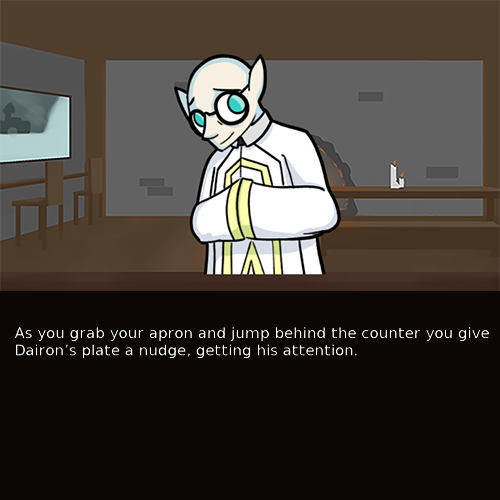 As you grab your apron and jump behind the counter you give
Dairon’s plate a nudge, getting his attention.